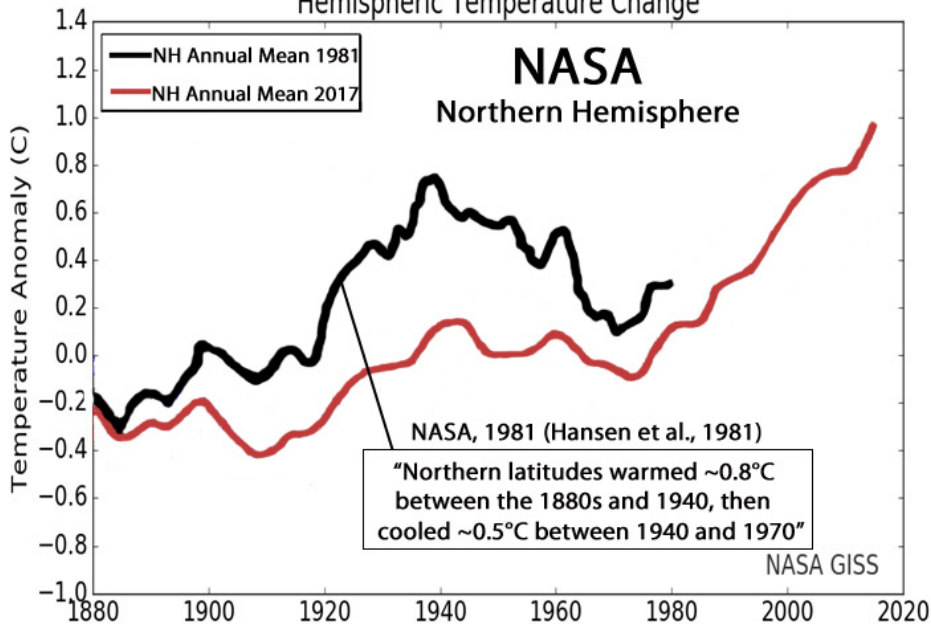 Hemispheric Temperature Change
NH Annual Mean 1981
NH Annual Mean 2017
NASA
Northern Hemisphere
Temperature Anomaly (C)
1.4
1.2
1.0
0.8
0.6
0.4
0.2
0.0
−0.2
−0.4
−0.6
−0.8
−1.0
NASA, 1981 (Hansen et al., 1981)
“Northern latitudes warmed ~0.8°C
between the 1880s and 1940, then
cooled ~0.5°C between 1940 and 1970”
NASA GISS
1880 1900 1920 1940 1960 1980 2000 2020